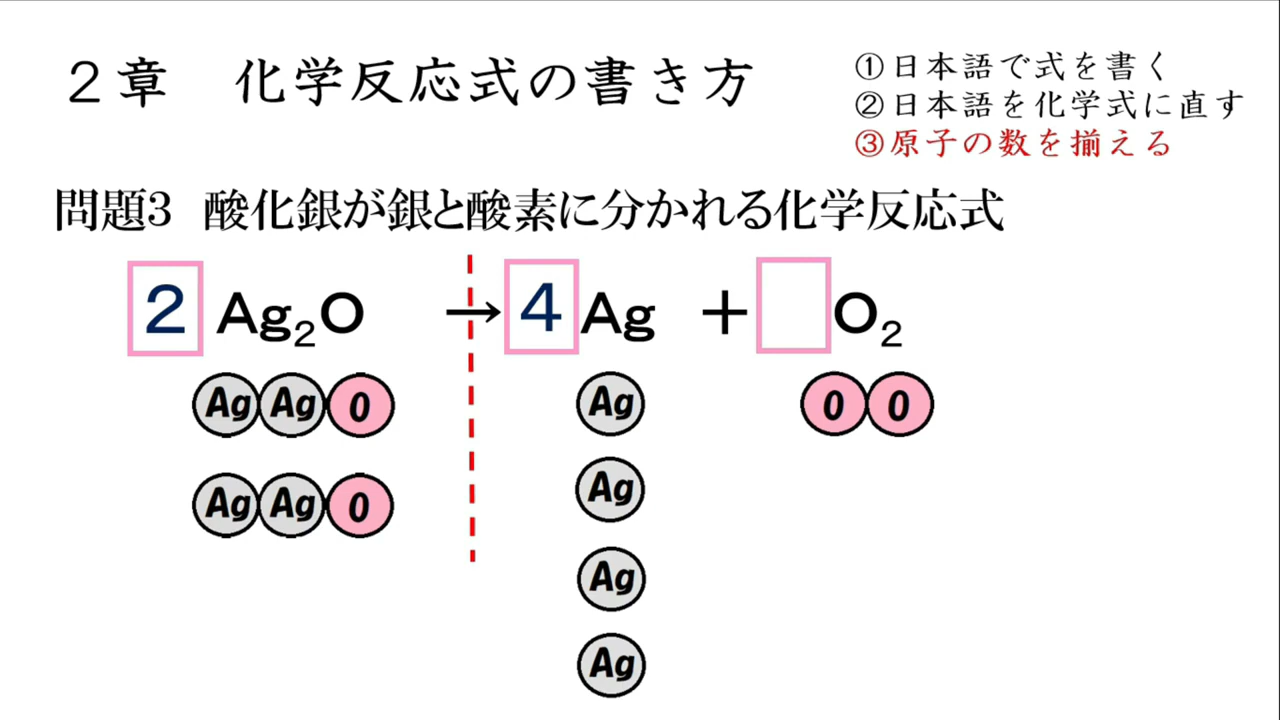 2章 化学反応式の書き方
①日本語で式を書く
②日本語を化学式に直す
③原子の数を揃える
問題3 酸化銀が銀と酸素に分かれる化学反応式
2 Ag₂O → 4 Ag + O₂
Ag Ag O Ag O O
Ag
Ag Ag O
Ag
Ag